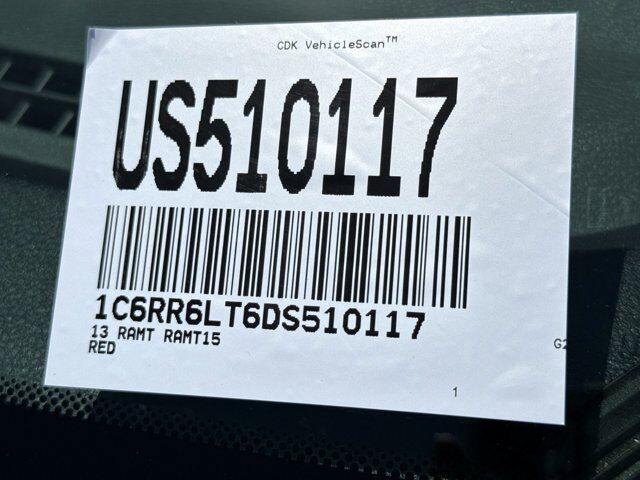 CDK VehicleScan™
US510117
1C6RR6LT6DS510117
13 RAMT RAMT15
RED
G2
1